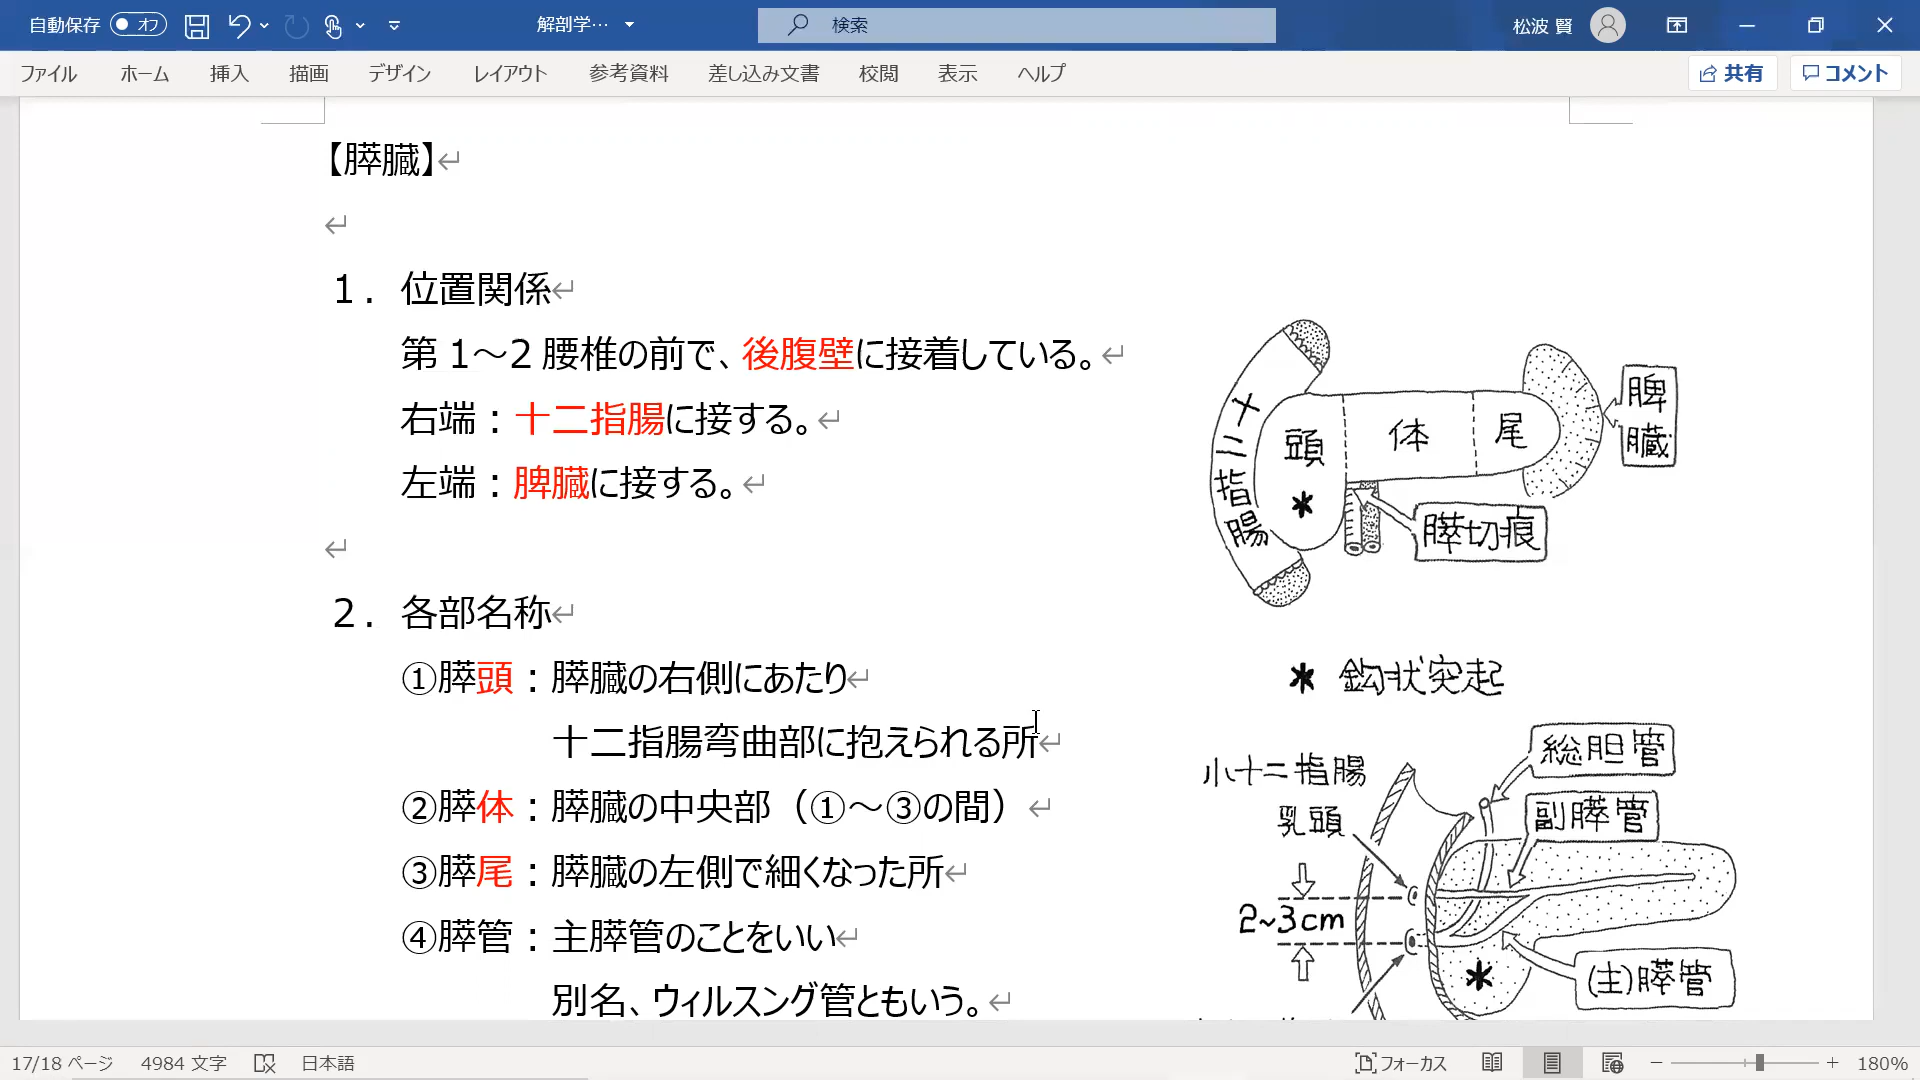 自動保存 オフ 解剖学… 検索 松波 賢
ファイル ホーム 挿入 描画 デザイン レイアウト 参考資料 差し込み文書 校閲 表示 ヘルプ 共有 コメント
【膵臓】↵
↵
１．位置関係↵
第 1～2 腰椎の前で、後腹壁に接着している。↵
右端：十二指腸に接する。↵
左端：脾臓に接する。↵
↵
２．各部名称↵
①膵頭：膵臓の右側にあたり↵
十二指腸弯曲部に抱えられる所↵
②膵体：膵臓の中央部（①～③の間）↵
③膵尾：膵臓の左側で細くなった所↵
④膵管：主膵管のことをいい↵
別名、ウィルスング管ともいう。↵
十二指腸
頭
体
尾
脾臓
*
膵切痕
* 鈎状突起
小十二指腸
乳頭
総胆管
副膵管
2~3cm
*
(主)膵管
17/18 ページ 4984 文字 日本語 フォーカス 180%